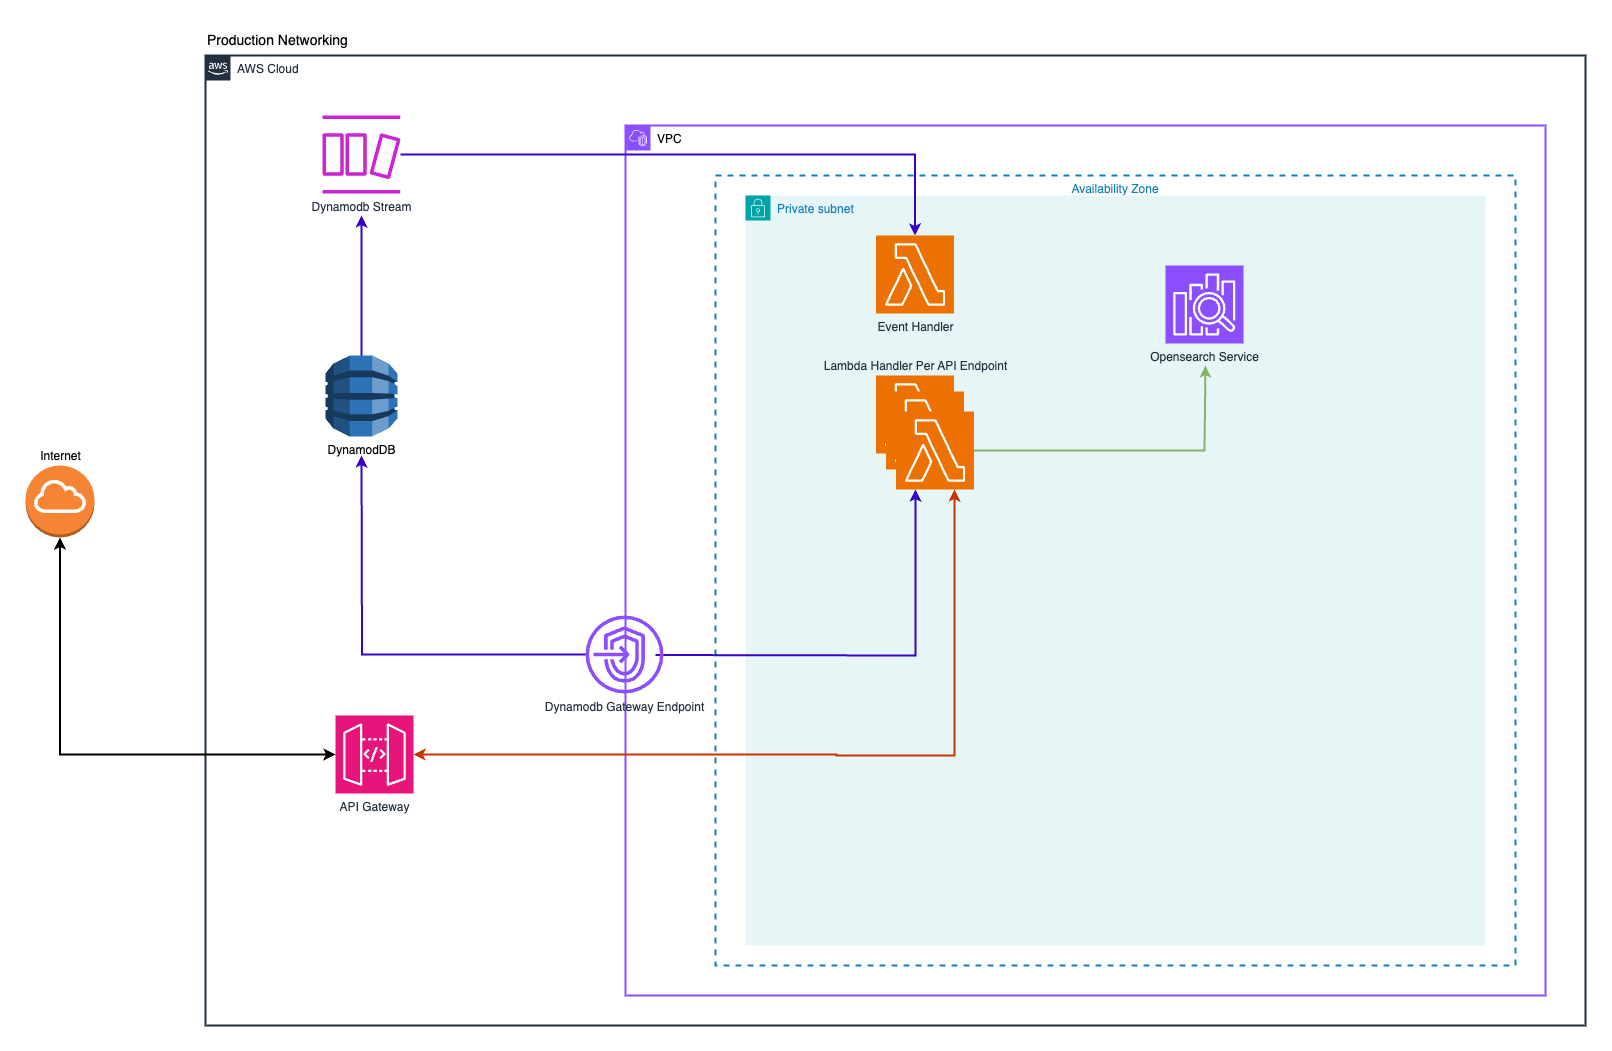 Production Networking
aws
AWS Cloud
VPC
Availability Zone
Private subnet
Dynamodb Stream
Event Handler
Opensearch Service
Lambda Handler Per API Endpoint
DynamodDB
Internet
Dynamodb Gateway Endpoint
</>
API Gateway